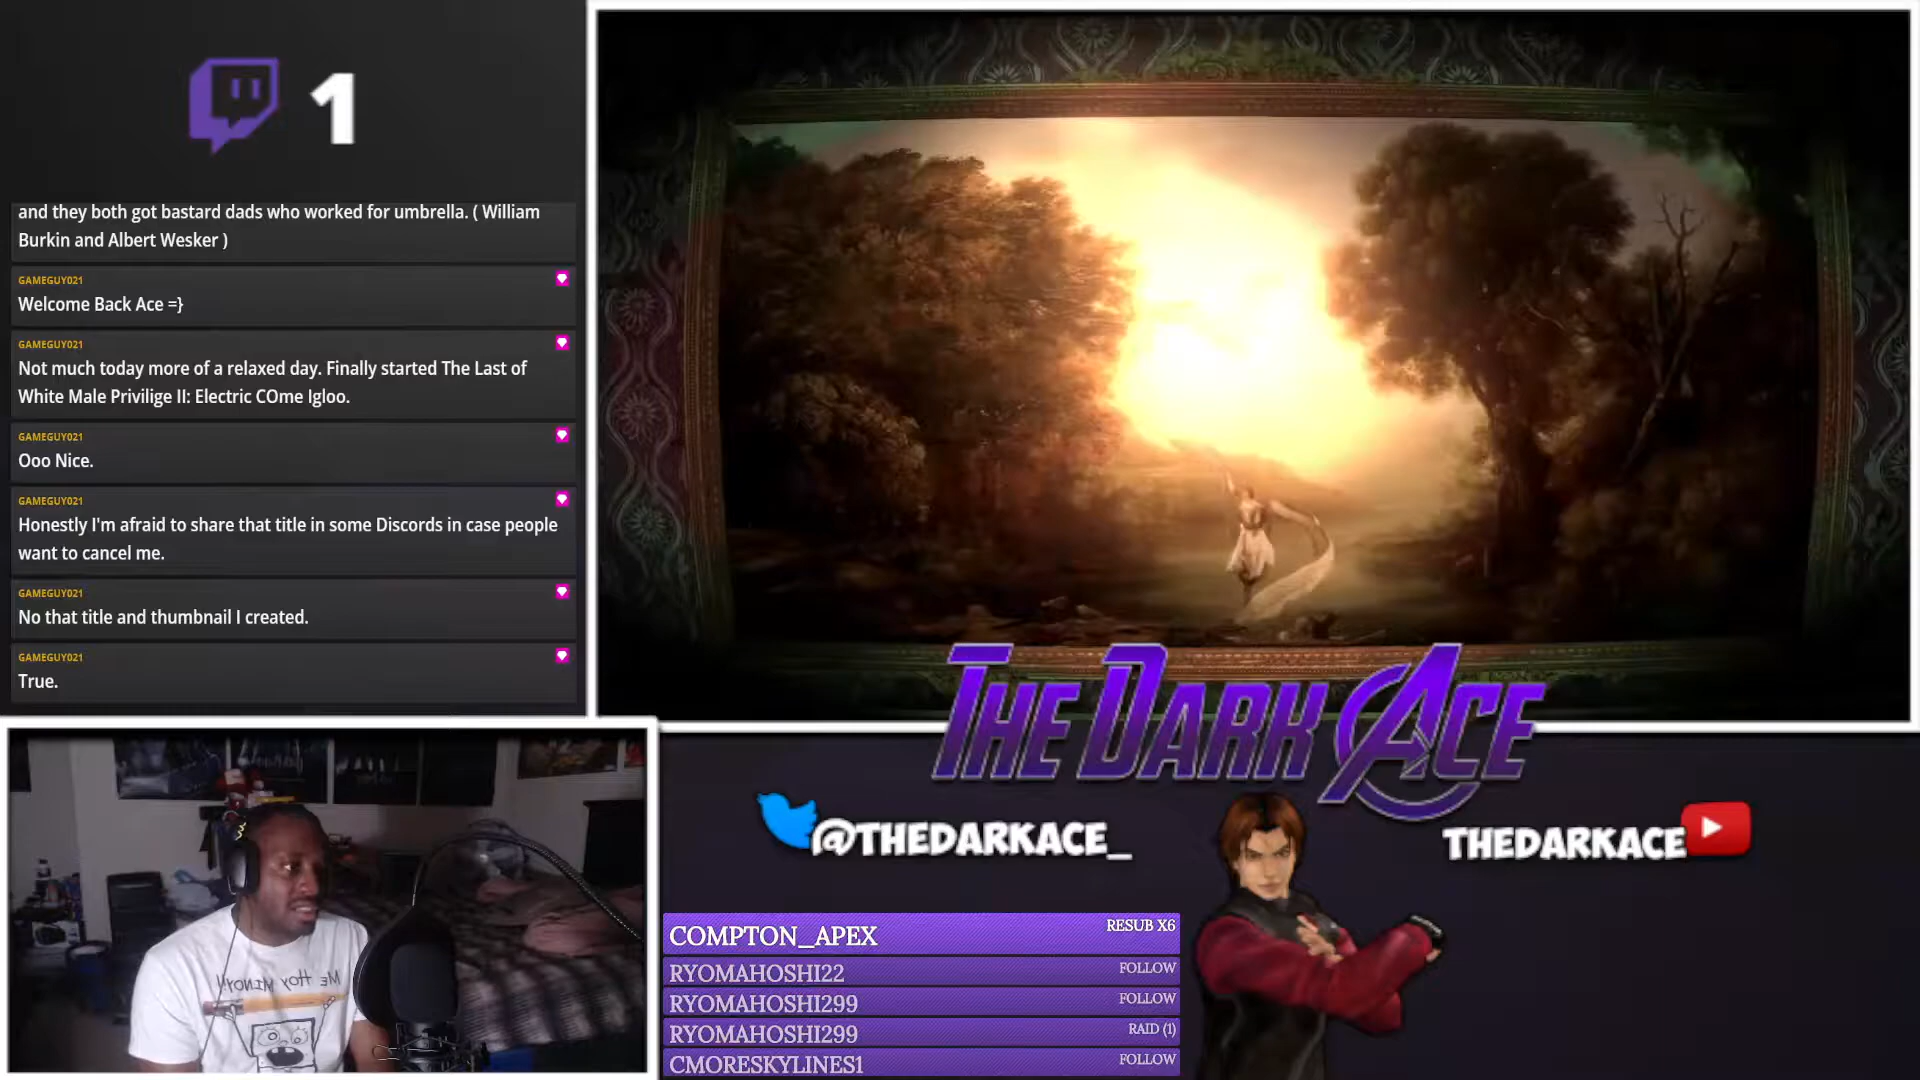 1
and they both got bastard dads who worked for umbrella. ( William
Burkin and Albert Wesker )
GAMEGUY021
Welcome Back Ace =}
GAMEGUY021
Not much today more of a relaxed day. Finally started The Last of
White Male Privilige II: Electric COme Igloo.
GAMEGUY021
Ooo Nice.
GAMEGUY021
Honestly I'm afraid to share that title in some Discords in case people
want to cancel me.
GAMEGUY021
No that title and thumbnail I created.
GAMEGUY021
True.
THE DARK ACE
@THEDARKACE_
THEDARKACE
COMPTON_APEX RESUB X6
RYOMAHOSHI22 FOLLOW
RYOMAHOSHI299 FOLLOW
RYOMAHOSHI299 RAID (1)
CMORESKYLINES1 FOLLOW
ME HOY MINOY!!